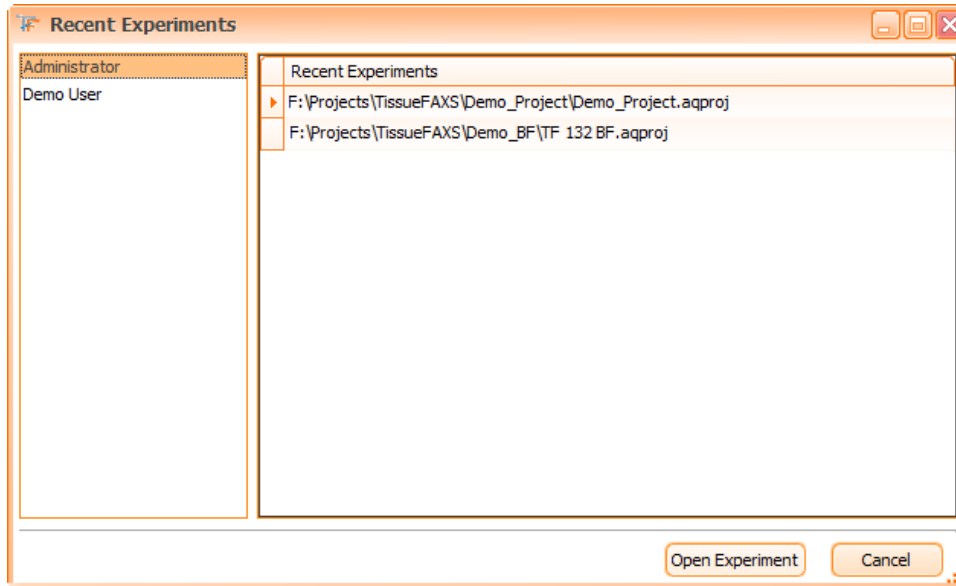 TF Recent Experiments
Administrator
Demo User
Recent Experiments
F:\Projects\TissueFAXS\Demo_Project\Demo_Project.aqproj
F:\Projects\TissueFAXS\Demo_BF\TF 132 BF.aqproj
Open Experiment
Cancel